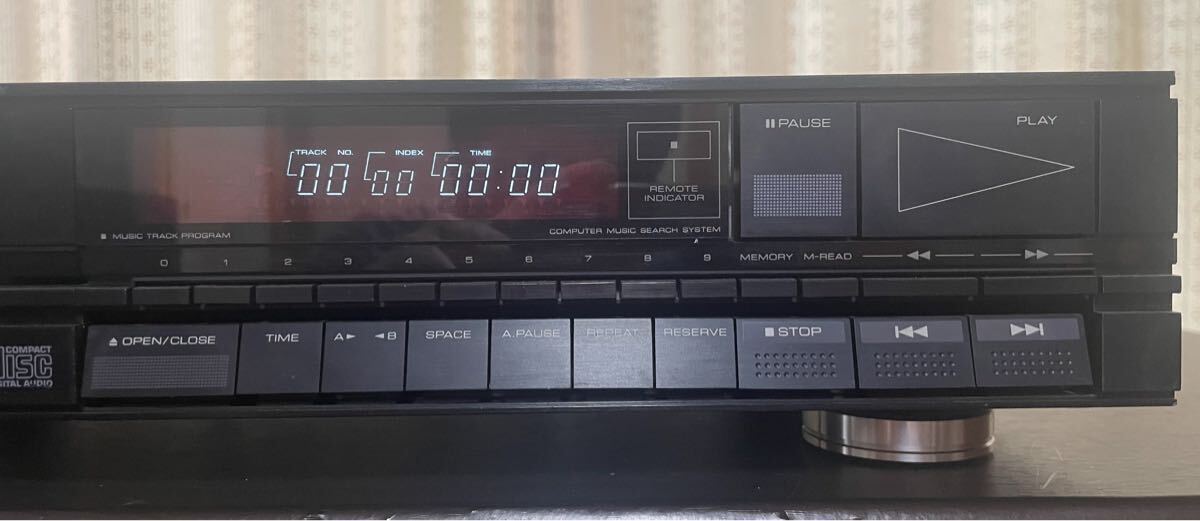 TRACK NO. INDEX TIME
00 00 00:00
REMOTE
INDICATOR
PAUSE
PLAY
MUSIC TRACK PROGRAM
COMPUTER MUSIC SEARCH SYSTEM
0 1 2 3 4 5 6 7 8 9 MEMORY M-READ
OPEN/CLOSE TIME A B SPACE A.PAUSE REPEAT RESERVE STOP
COMPACT
DISC
DIGITAL AUDIO